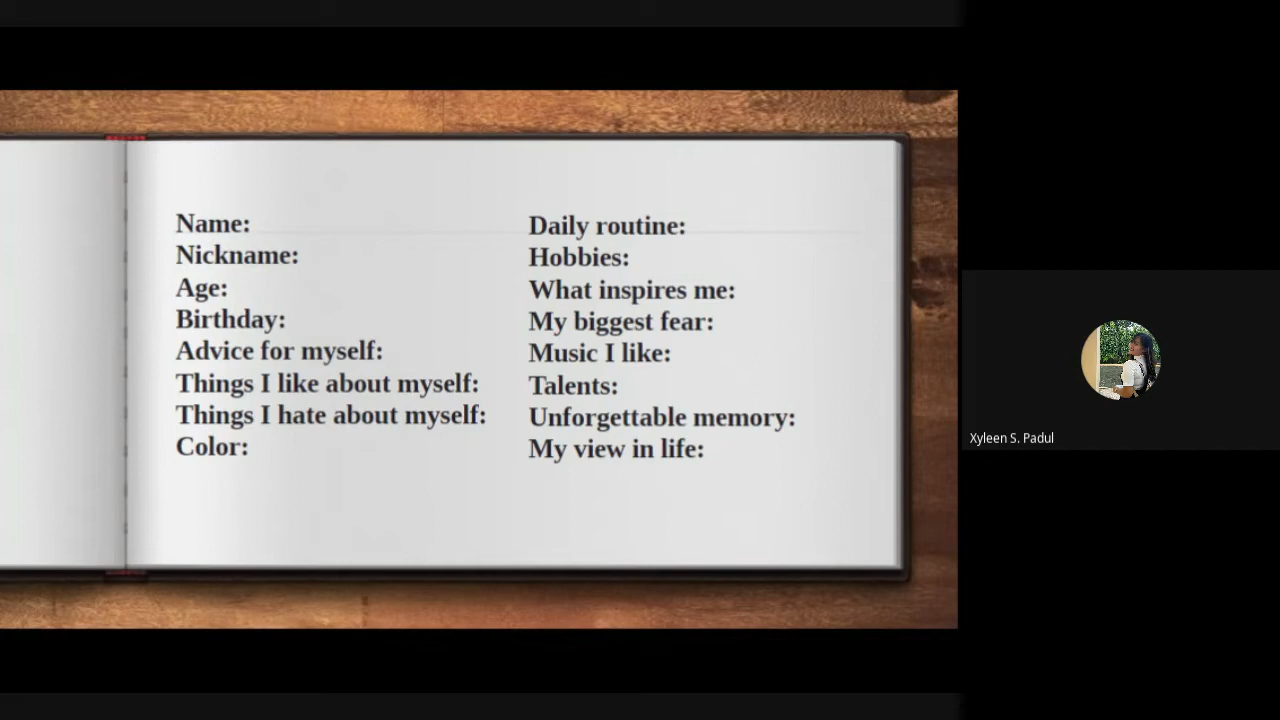 Name:
Nickname:
Age:
Birthday:
Advice for myself:
Things I like about myself:
Things I hate about myself:
Color:
Daily routine:
Hobbies:
What inspires me:
My biggest fear:
Music I like:
Talents:
Unforgettable memory:
My view in life:
Xyleen S. Padul